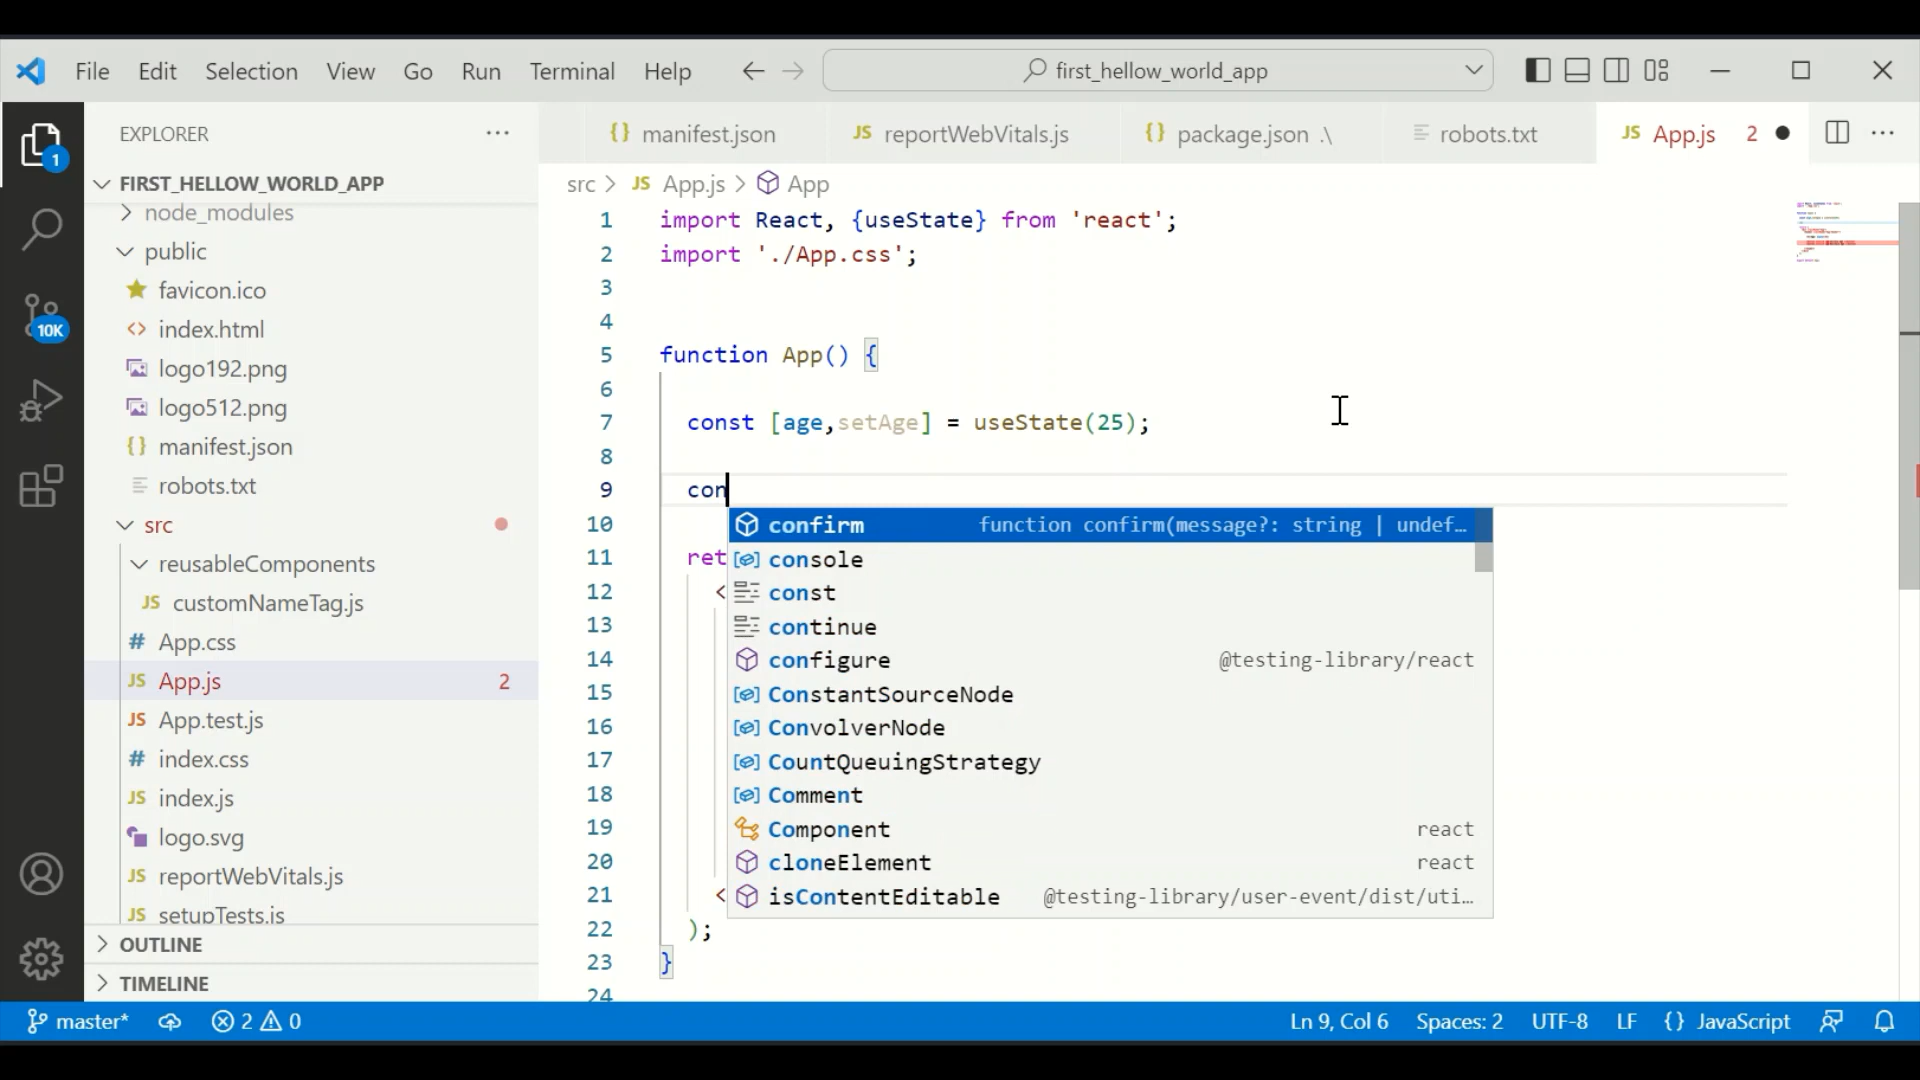 File Edit Selection View Go Run Terminal Help first_hellow_world_app
EXPLORER
manifest.json reportWebVitals.js package.json .\ robots.txt App.js 2
1
FIRST_HELLOW_WORLD_APP
node_modules
public
favicon.ico
index.html
logo192.png
logo512.png
manifest.json
robots.txt
src
reusableComponents
customNameTag.js
App.css
App.js 2
App.test.js
index.css
index.js
logo.svg
reportWebVitals.js
setupTests.js
OUTLINE
TIMELINE
10K
src > JS App.js > App
1 import React, {useState} from 'react';
2 import './App.css';
3
4
5 function App() {
6
7 const [age,setAge] = useState(25);
8
9 con
10
11 ret
12 <
13
14
15
16
17
18
19
20
21 <
22 );
23 }
24
confirm function confirm(message?: string | undef…
console
const
continue
configure @testing-library/react
ConstantSourceNode
ConvolverNode
CountQueuingStrategy
Comment
Component react
cloneElement react
isContentEditable @testing-library/user-event/dist/uti…
master* 2 0 Ln 9, Col 6 Spaces: 2 UTF-8 LF {} JavaScript